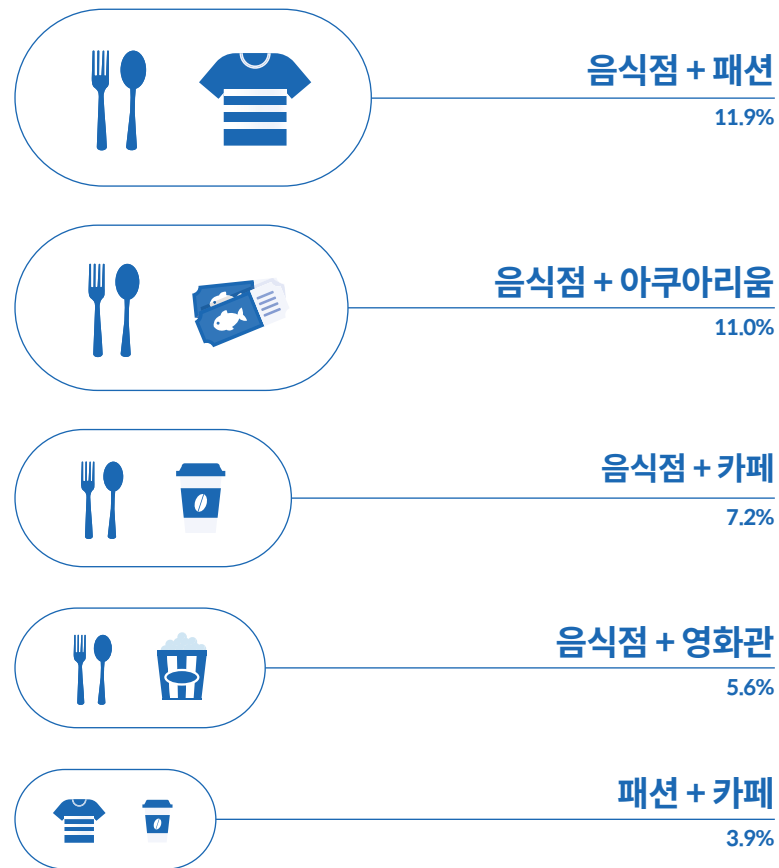 음식점 + 패션
11.9%
음식점 + 아쿠아리움
11.0%
음식점 + 카페
7.2%
음식점 + 영화관
5.6%
패션 + 카페
3.9%